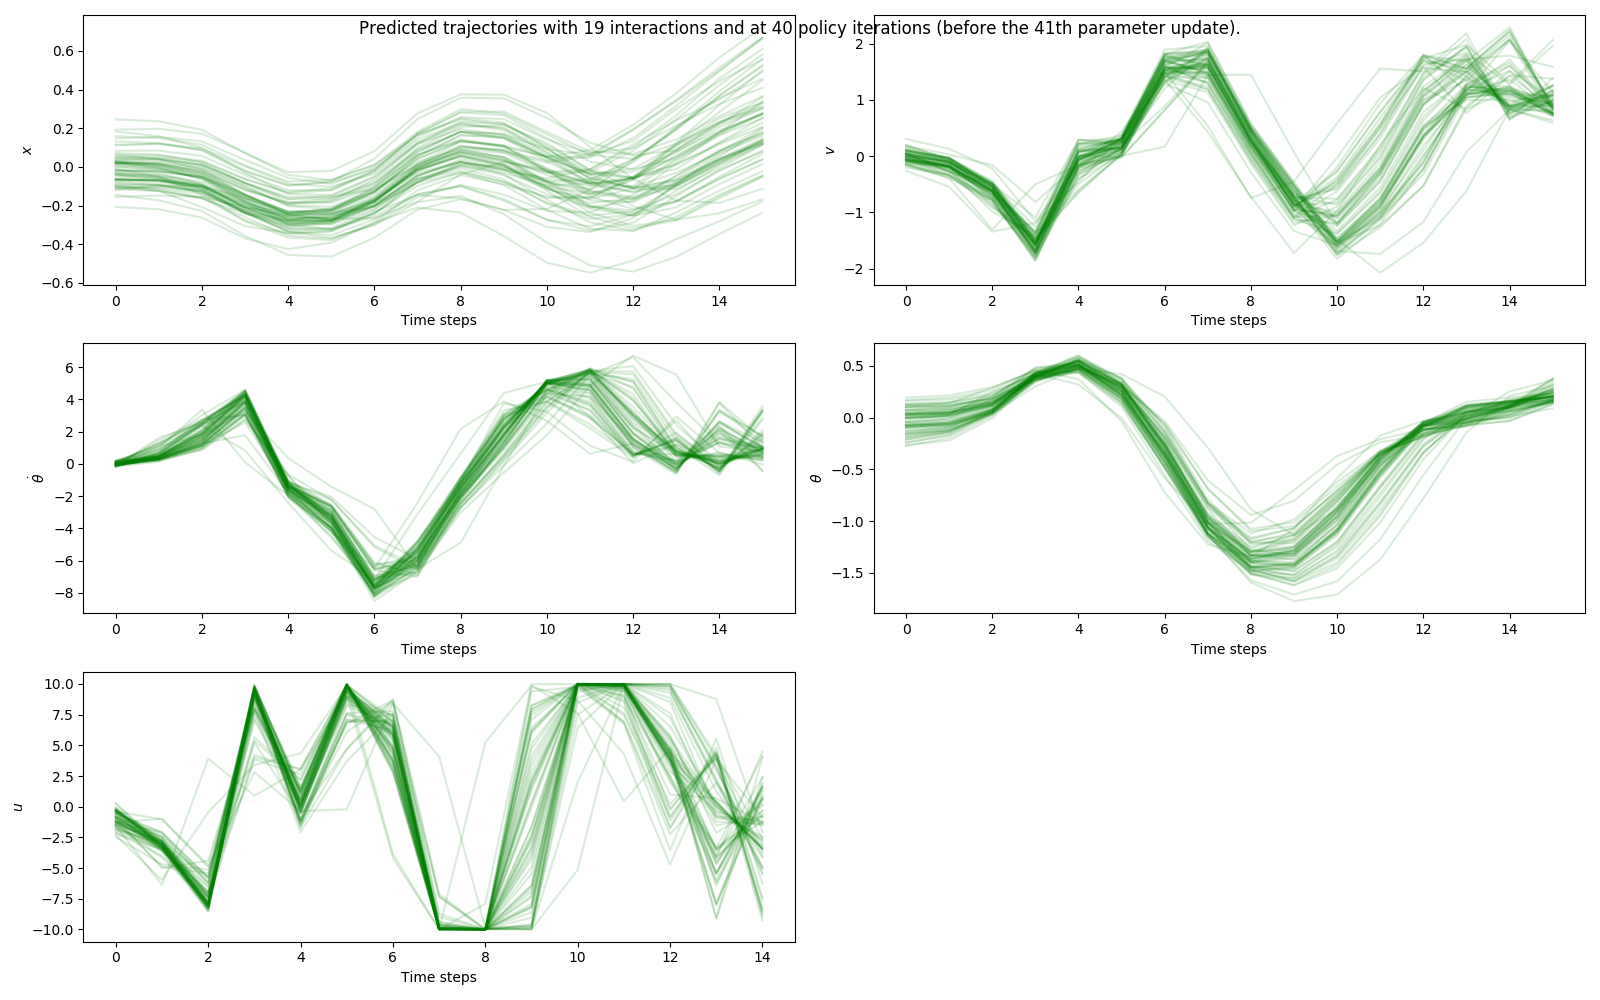 Predicted trajectories with 19 interactions and at 40 policy iterations (before the 41th parameter update).
x
0.6
0.4
0.2
0.0
−0.2
−0.4
−0.6
0 2 4 6 8 10 12 14
Time steps
v
2
1
0
−1
−2
0 2 4 6 8 10 12 14
Time steps
θ̇
6
4
2
0
−2
−4
−6
−8
0 2 4 6 8 10 12 14
Time steps
θ
0.5
0.0
−0.5
−1.0
−1.5
0 2 4 6 8 10 12 14
Time steps
u
10.0
7.5
5.0
2.5
0.0
−2.5
−5.0
−7.5
−10.0
0 2 4 6 8 10 12 14
Time steps